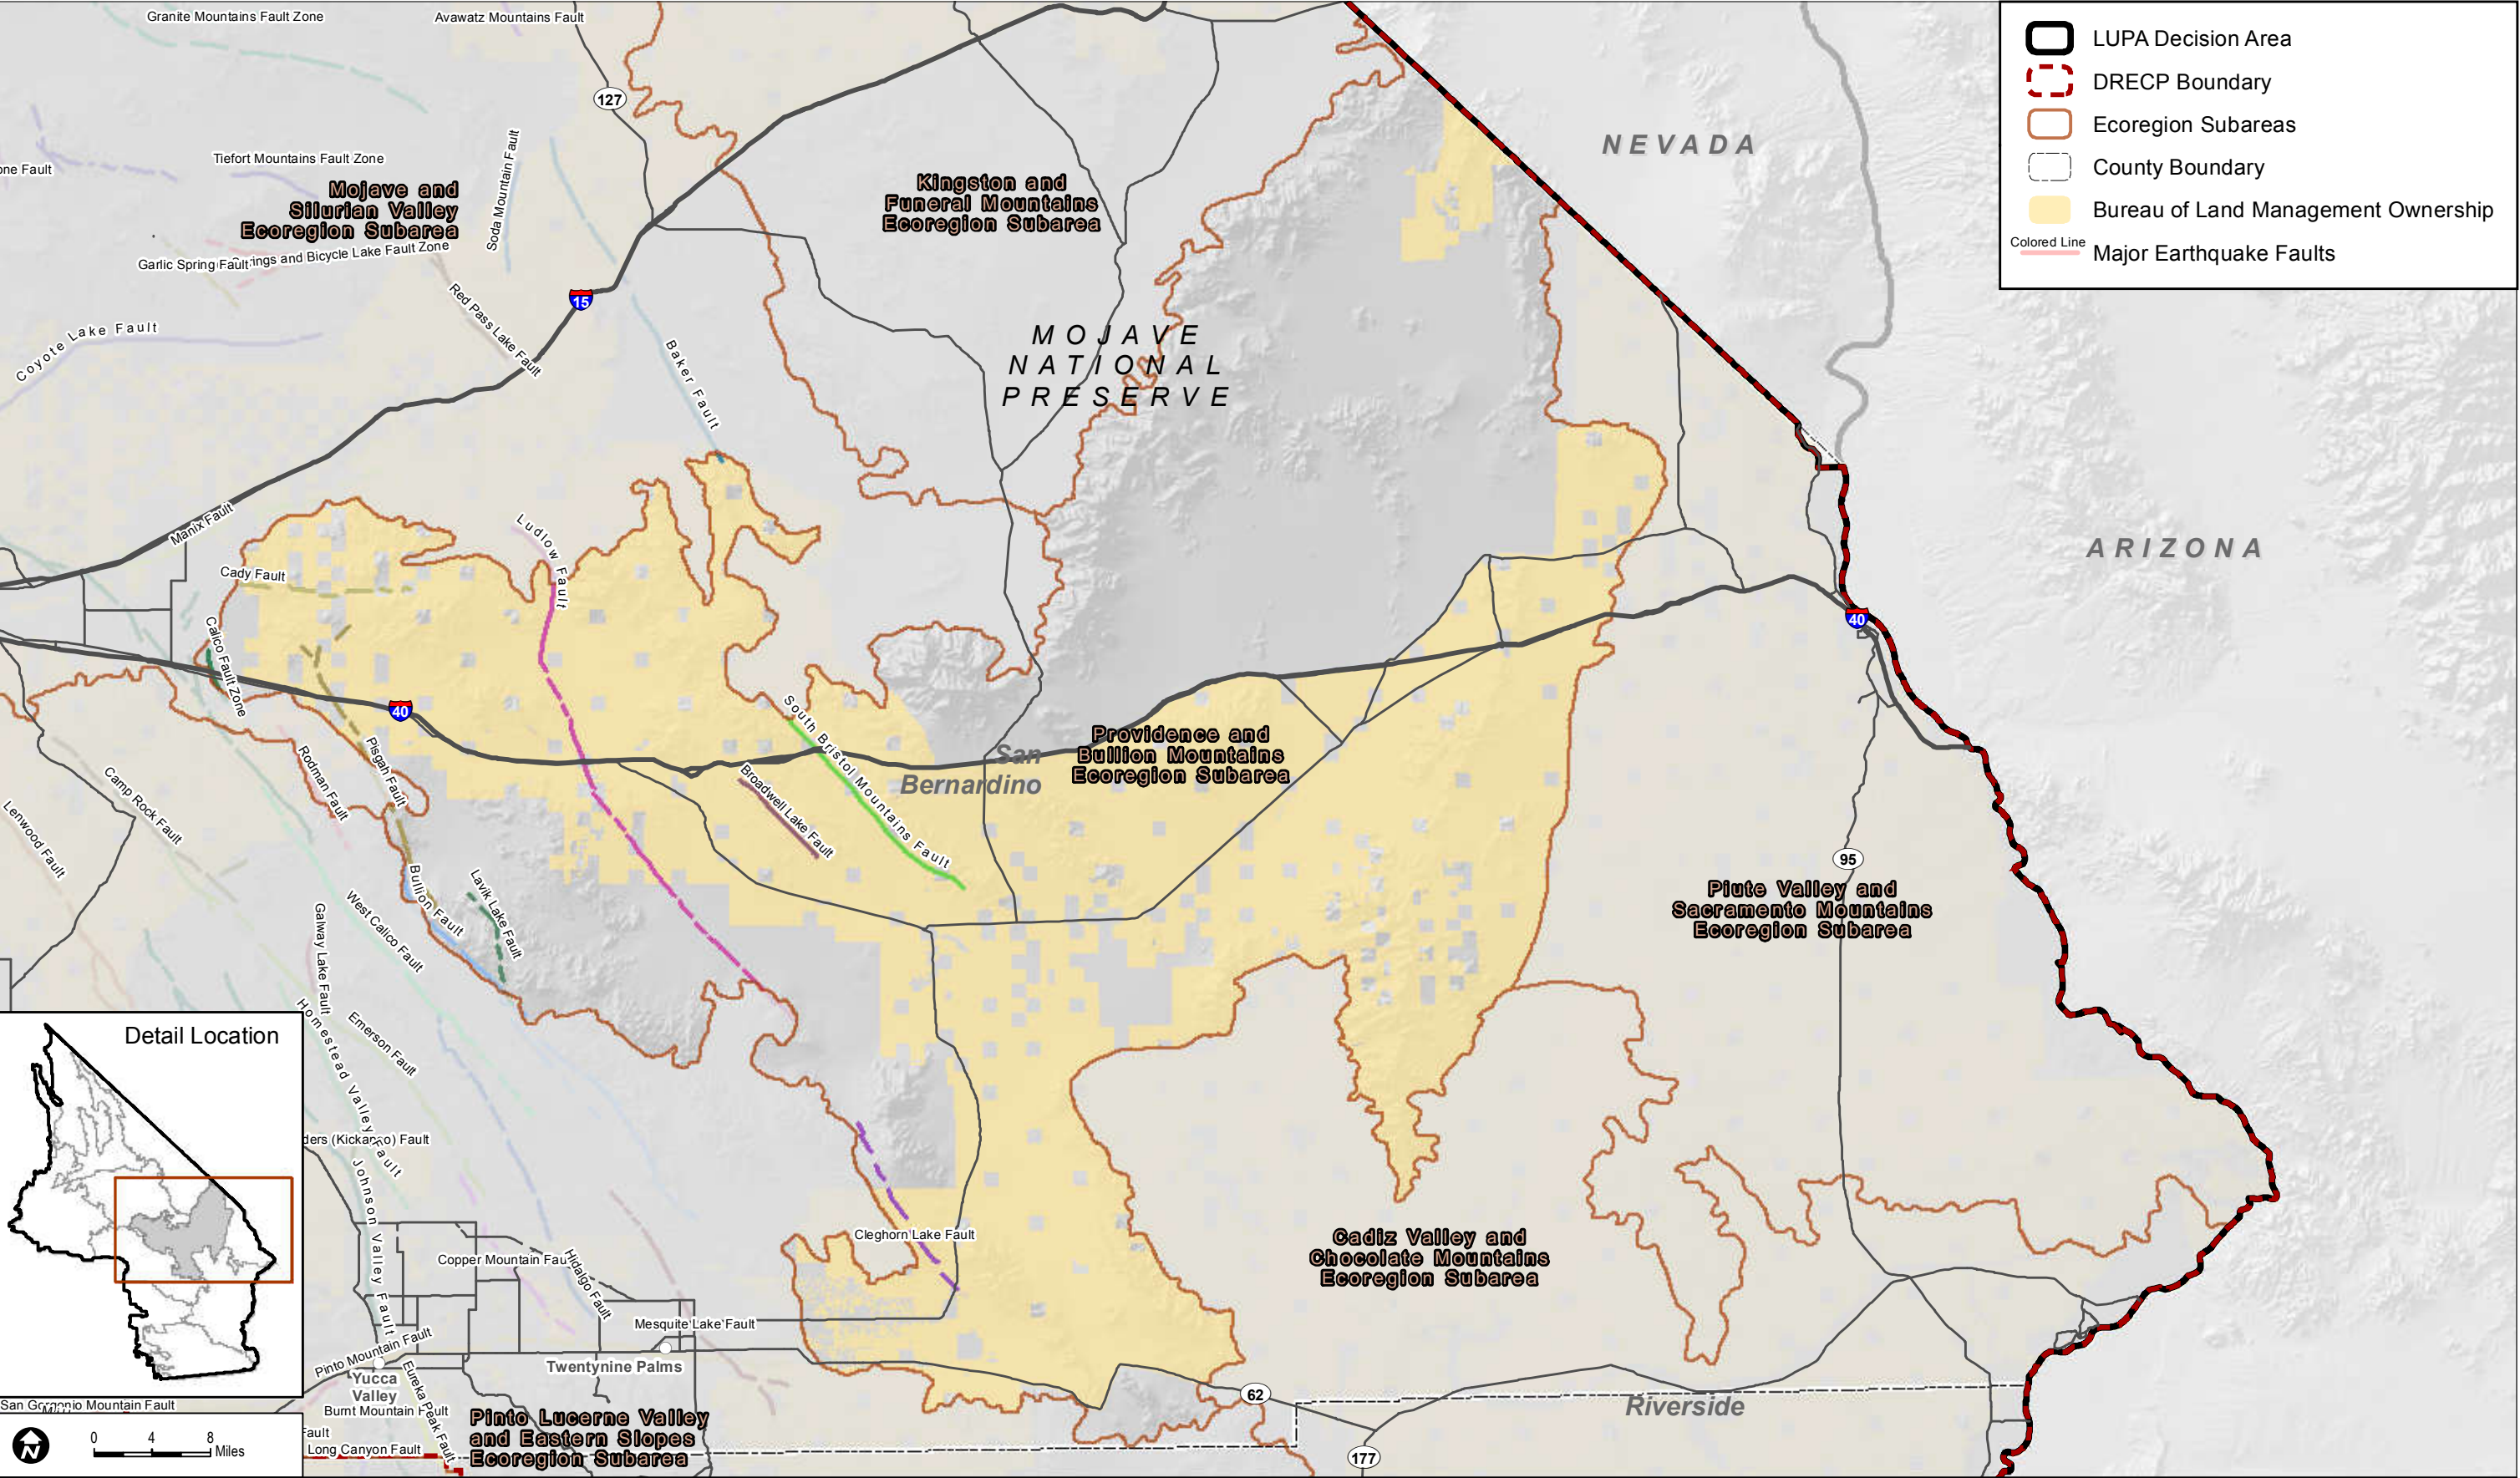 Granite Mountains Fault Zone
Avawatz Mountains Fault
127
one Fault
Tiefort Mountains Fault Zone
Mojave and
Silurian Valley
Ecoregion Subarea
Soda Mountain Fault
Garlic Spring Fault
ings and Bicycle Lake Fault Zone
Red Pass Lake Fault
15
Coyote Lake Fault
Baker Fault
Kingston and
Funeral Mountains
Ecoregion Subarea
MOJAVE
NATIONAL
PRESERVE
NEVADA
ARIZONA
LUPA Decision Area
DRECP Boundary
Ecoregion Subareas
County Boundary
Bureau of Land Management Ownership
Colored Line
Major Earthquake Faults
Manix Fault
Ludlow Fault
Cady Fault
Calico Fault Zone
40
40
South Bristol Mountains Fault
Broadwell Lake Fault
San
Bernardino
Providence and
Bullion Mountains
Ecoregion Subarea
Pisgah Fault
Rodman Fault
Camp Rock Fault
Lenwood Fault
Bullion Fault
Lavik Lake Fault
West Calico Fault
Galway Lake Fault
95
Piute Valley and
Sacramento Mountains
Ecoregion Subarea
Homestead Valley Fault
Emerson Fault
ders (Kickapoo) Fault
Johnson Valley Fault
Cleghorn Lake Fault
Copper Mountain Fau
Hidalgo Fault
Mesquite Lake Fault
Cadiz Valley and
Chocolate Mountains
Ecoregion Subarea
Pinto Mountain Fault
Twentynine Palms
Yucca
Valley
Eureka Peak Fault
Burnt Mountain Fault
62
Riverside
177
Pinto Lucerne Valley
and Eastern Slopes
Ecoregion Subarea
Fault
Long Canyon Fault
Detail Location
San Gorgonio Mountain Fault
N
0 4 8
Miles